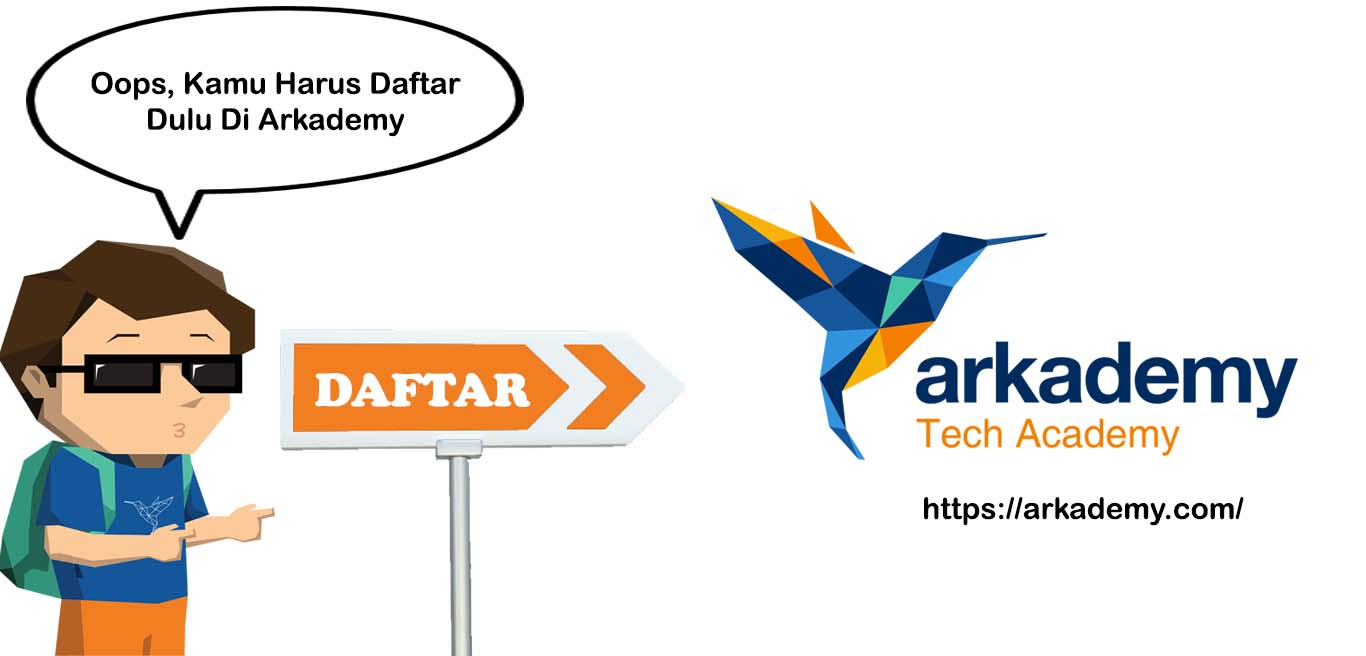 Oops, Kamu Harus Daftar
Dulu Di Arkademy
DAFTAR
arkademy
Tech Academy
https://arkademy.com/